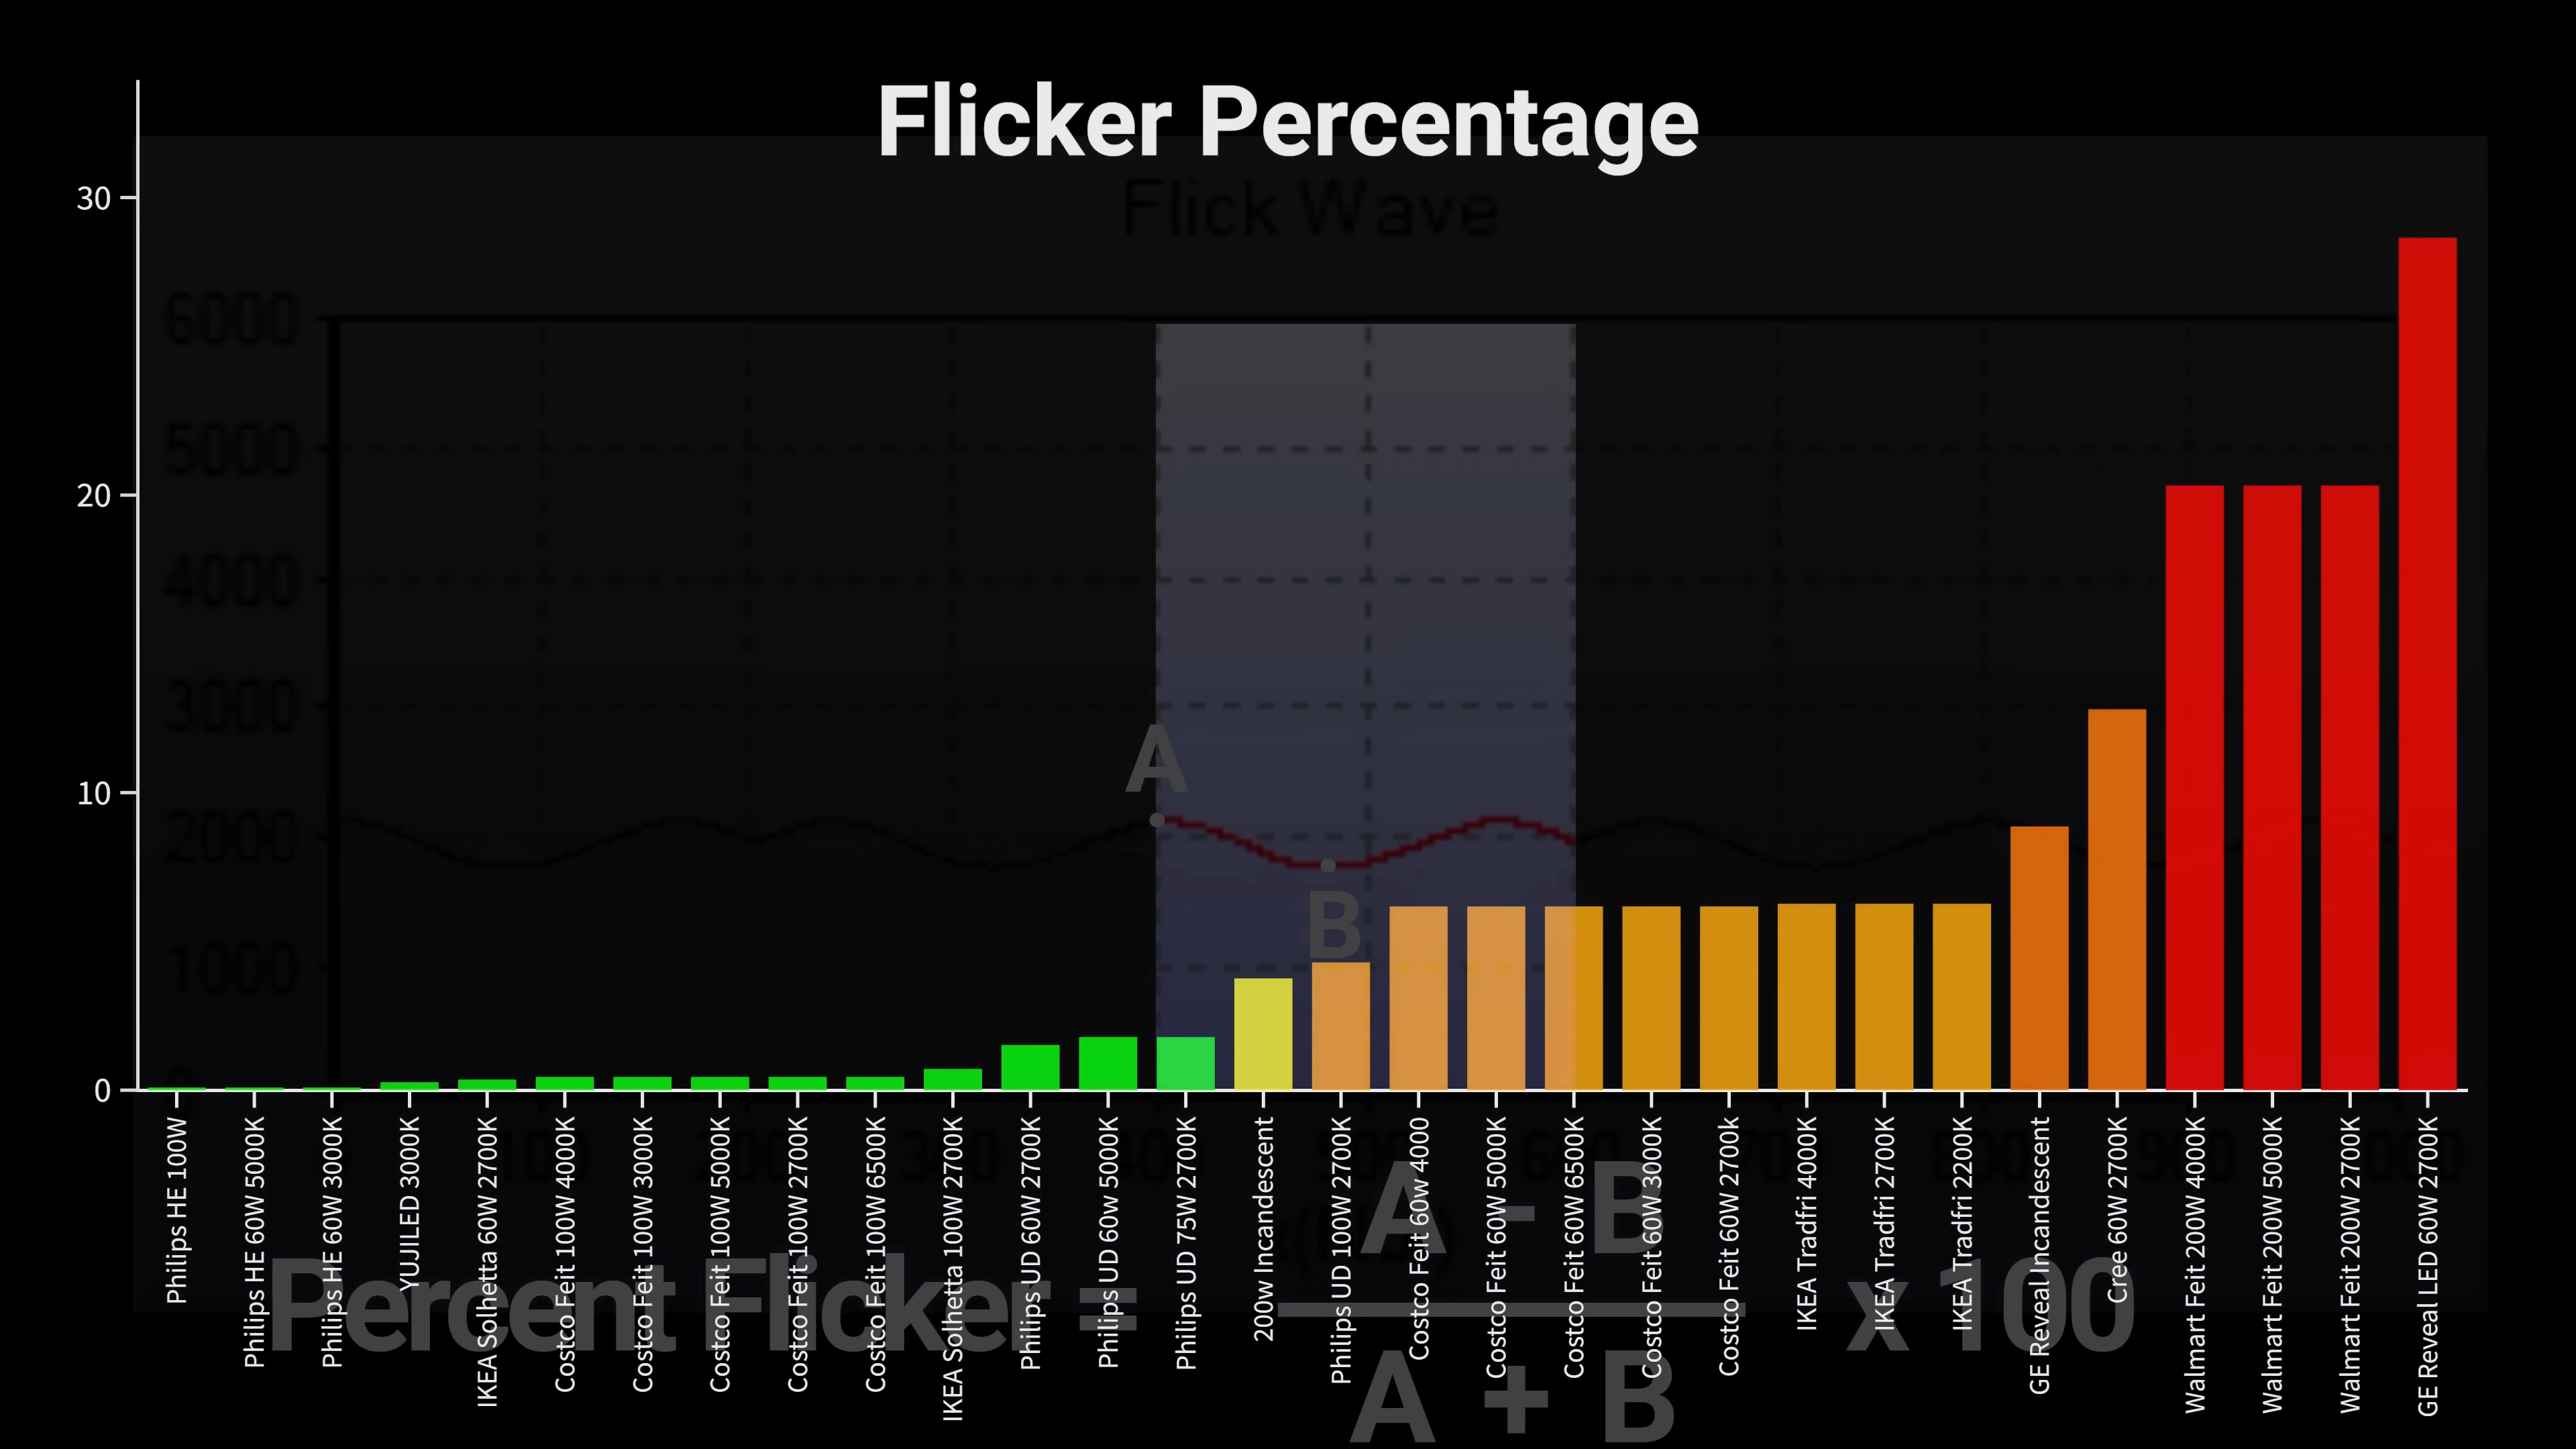 Flicker Percentage
Flick Wave
30
20
10
0
6000
5000
4000
3000
2000
1000
0
A
B
Philips HE 100W
Philips HE 60W 5000K
Philips HE 60W 3000K
YUJILED 3000K
IKEA Solhetta 60W 2700K
Costco Feit 100W 4000K
Costco Feit 100W 3000K
Costco Feit 100W 5000K
Costco Feit 100W 2700K
Costco Feit 100W 6500K
IKEA Solhetta 100W 2700K
Philips UD 60W 2700K
Philips UD 60w 5000K
Philips UD 75W 2700K
200w Incandescent
Philips UD 100W 2700K
Costco Feit 60w 4000
Costco Feit 60W 5000K
Costco Feit 60W 6500K
Costco Feit 60W 3000K
Costco Feit 60W 2700k
IKEA Tradfri 4000K
IKEA Tradfri 2700K
IKEA Tradfri 2200K
GE Reveal Incandescent
Cree 60W 2700K
Walmart Feit 200W 4000K
Walmart Feit 200W 5000K
Walmart Feit 200W 2700K
GE Reveal LED 60W 2700K
A - B
Percent Flicker = x 100
A + B